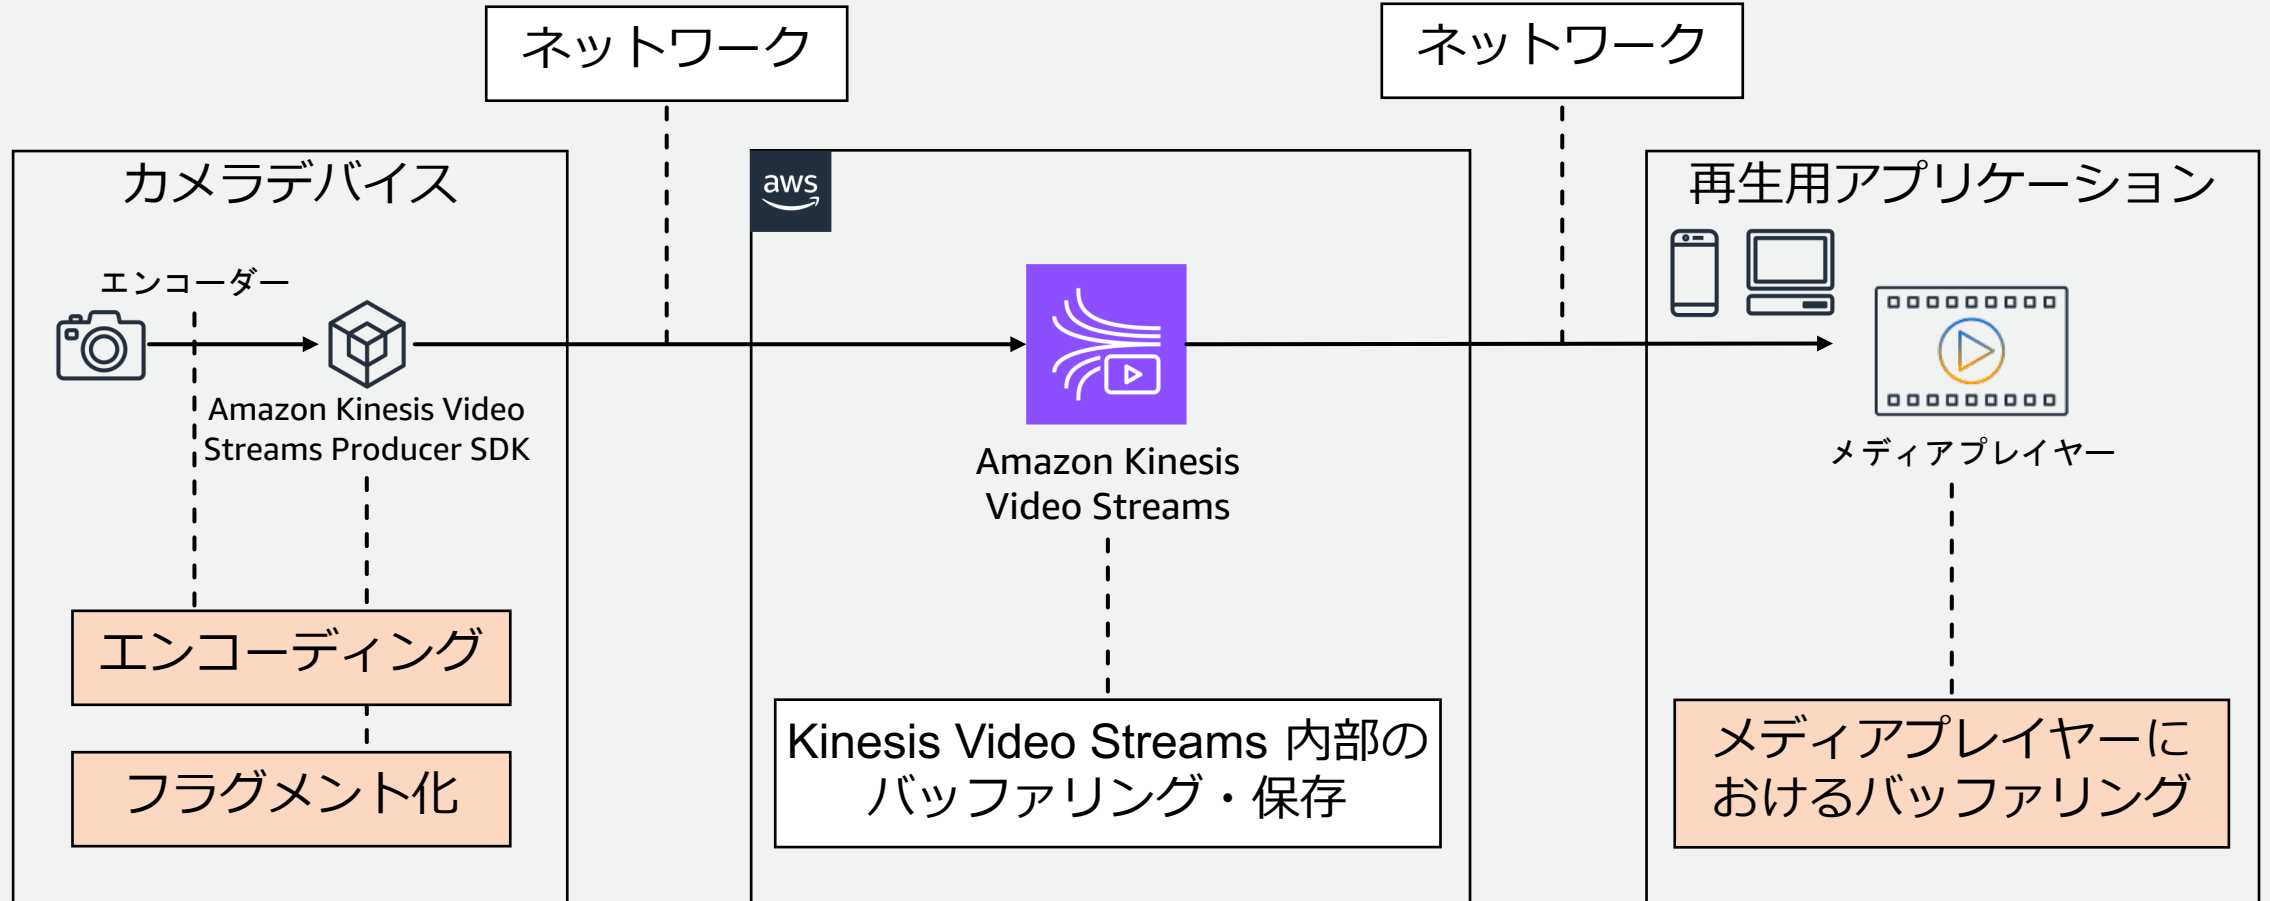 ネットワーク
ネットワーク
カメラデバイス
エンコーダー
Amazon Kinesis Video
Streams Producer SDK
エンコーディング
フラグメント化
aws
Amazon Kinesis
Video Streams
Kinesis Video Streams 内部の
バッファリング・保存
再生用アプリケーション
メディアプレイヤー
メディアプレイヤーに
おけるバッファリング